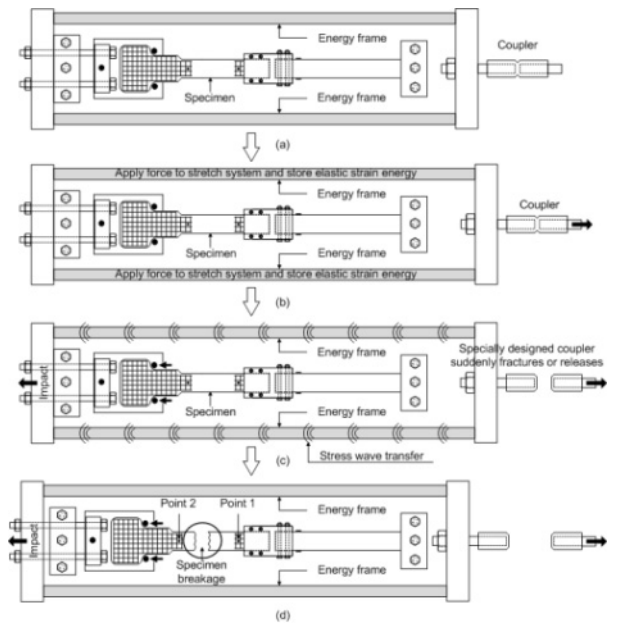 Energy frame
Coupler
Specimen
Energy frame
(a)
Apply force to stretch system and store elastic strain energy
Energy frame
Coupler
Specimen
Energy frame
Apply force to stretch system and store elastic strain energy
(b)
Energy frame
Specially designed coupler
suddenly fractures or releases
Impact
Specimen
Energy frame
(c)
Stress wave transfer
Point 2
Point 1
Energy frame
Impact
Specimen
breakage
Energy frame
(d)